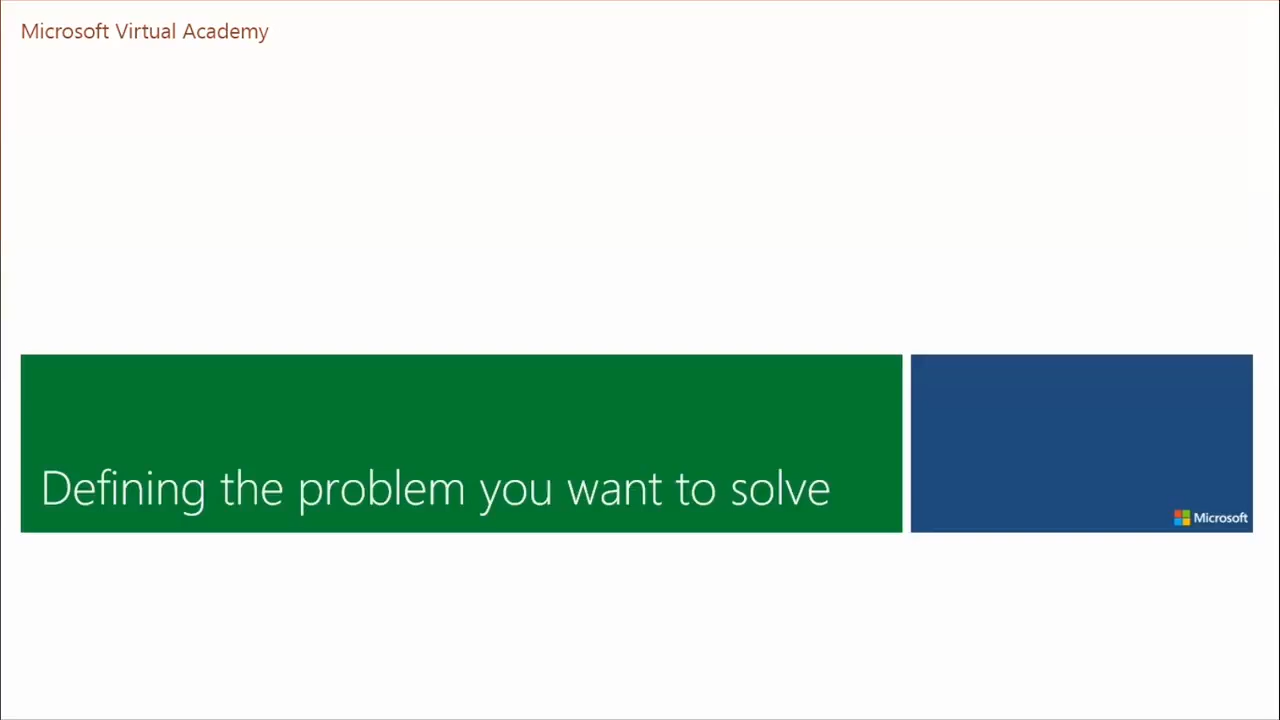 Microsoft Virtual Academy
Defining the problem you want to solve
Microsoft